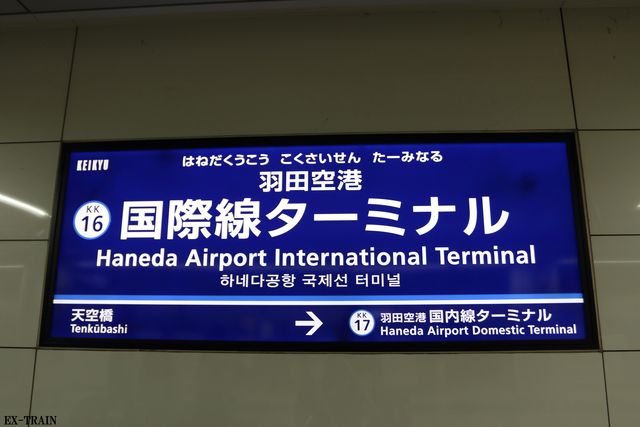 KEIKYU
はねだくうこう こくさいせん たーみなる
羽田空港
KK
16
国際線ターミナル
Haneda Airport International Terminal
하네다공항 국제선 터미널
天空橋
Tenkūbashi
→
KK
17
羽田空港 国内線ターミナル
Haneda Airport Domestic Terminal
EX-TRAIN